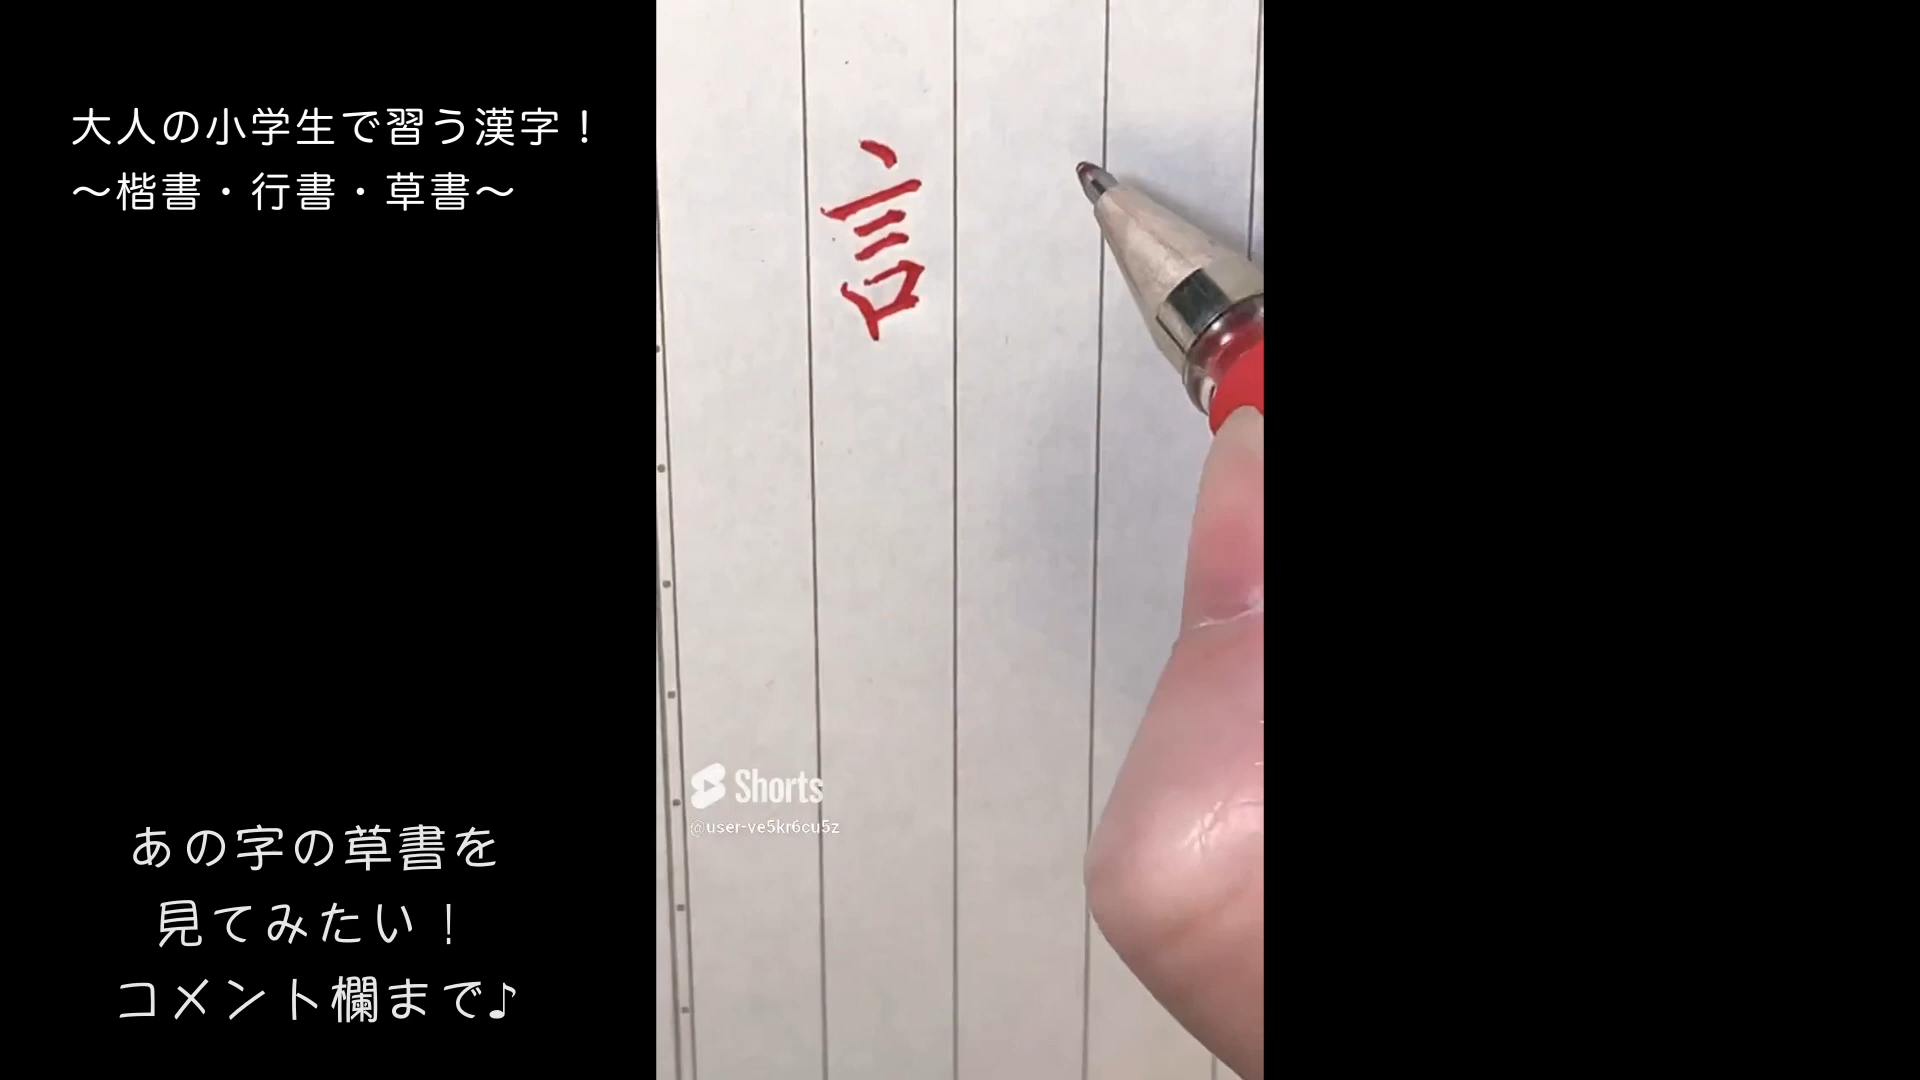 大人の小学生で習う漢字！
〜楷書・行書・草書〜
言
Shorts
@user-ve5kr6cu5z
あの字の草書を
見てみたい！
コメント欄まで♪